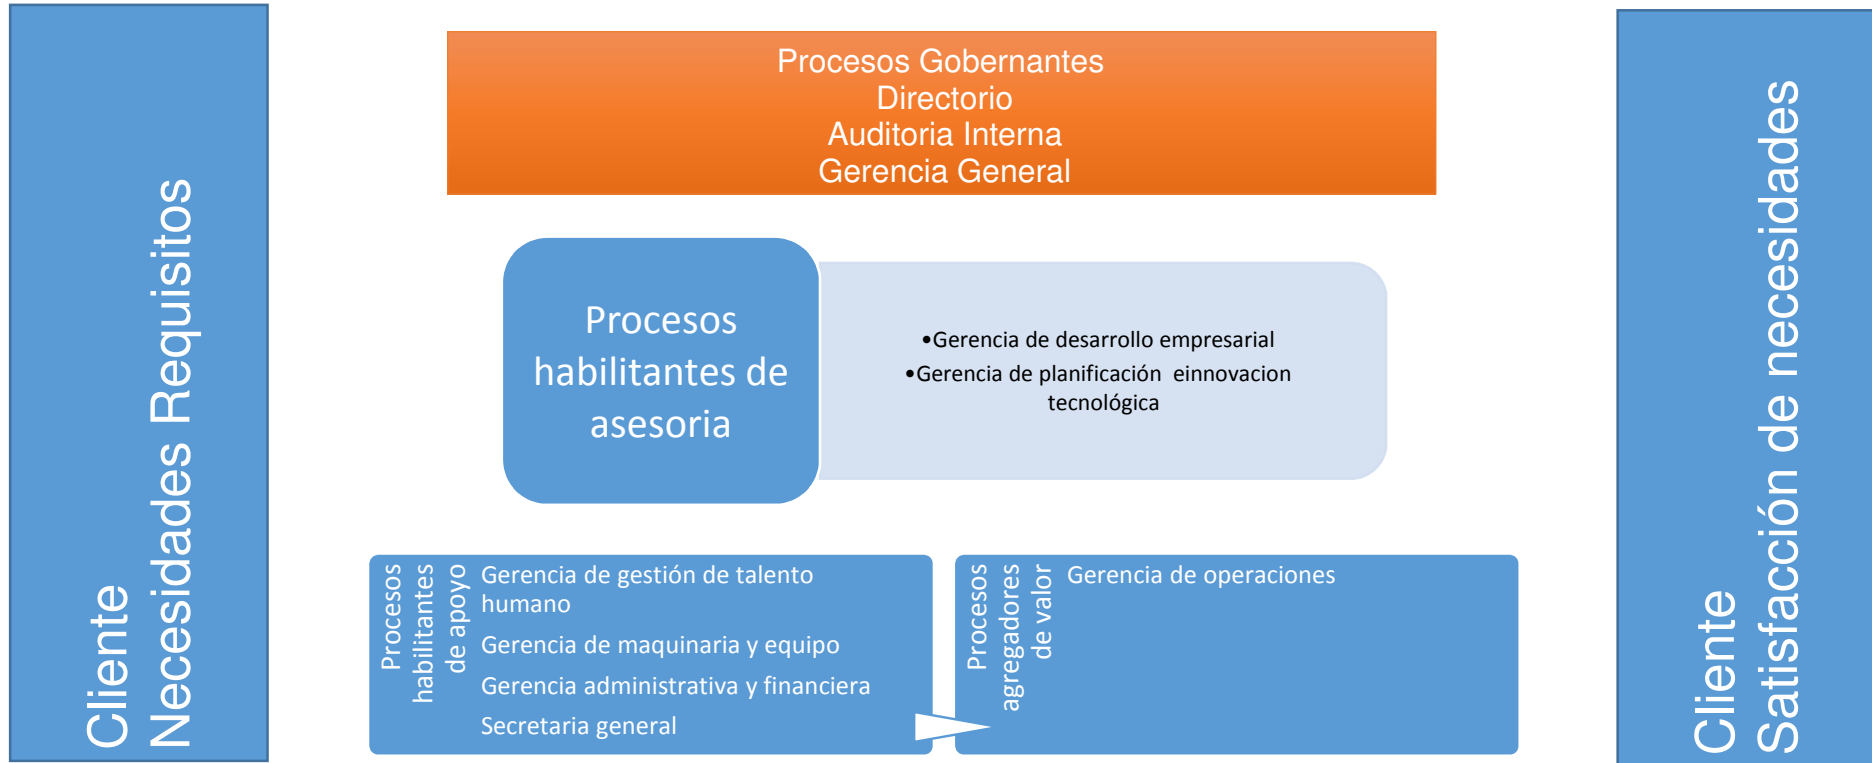 Cliente
Necesidades Requisitos
Procesos Gobernantes
Directorio
Auditoria Interna
Gerencia General
Procesos
habilitantes de
asesoria
•Gerencia de desarrollo empresarial
•Gerencia de planificación  einnovacion
tecnológica
Procesos
habilitantes
de apoyo
Gerencia de gestión de talento
humano
Gerencia de maquinaria y equipo
Gerencia administrativa y financiera
Secretaria general
Procesos
agregadores
de valor
Gerencia de operaciones
Cliente
Satisfacción de necesidades